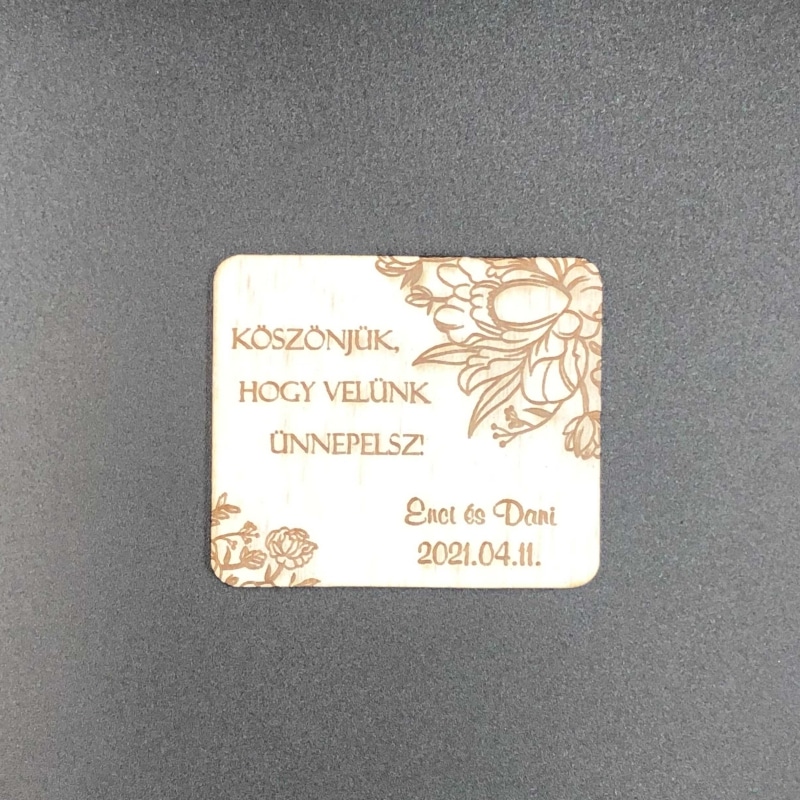 KÖSZÖNJÜK,
HOGY VELÜNK
ÜNNEPELSZ!
Enci és Dani
2021.04.11.